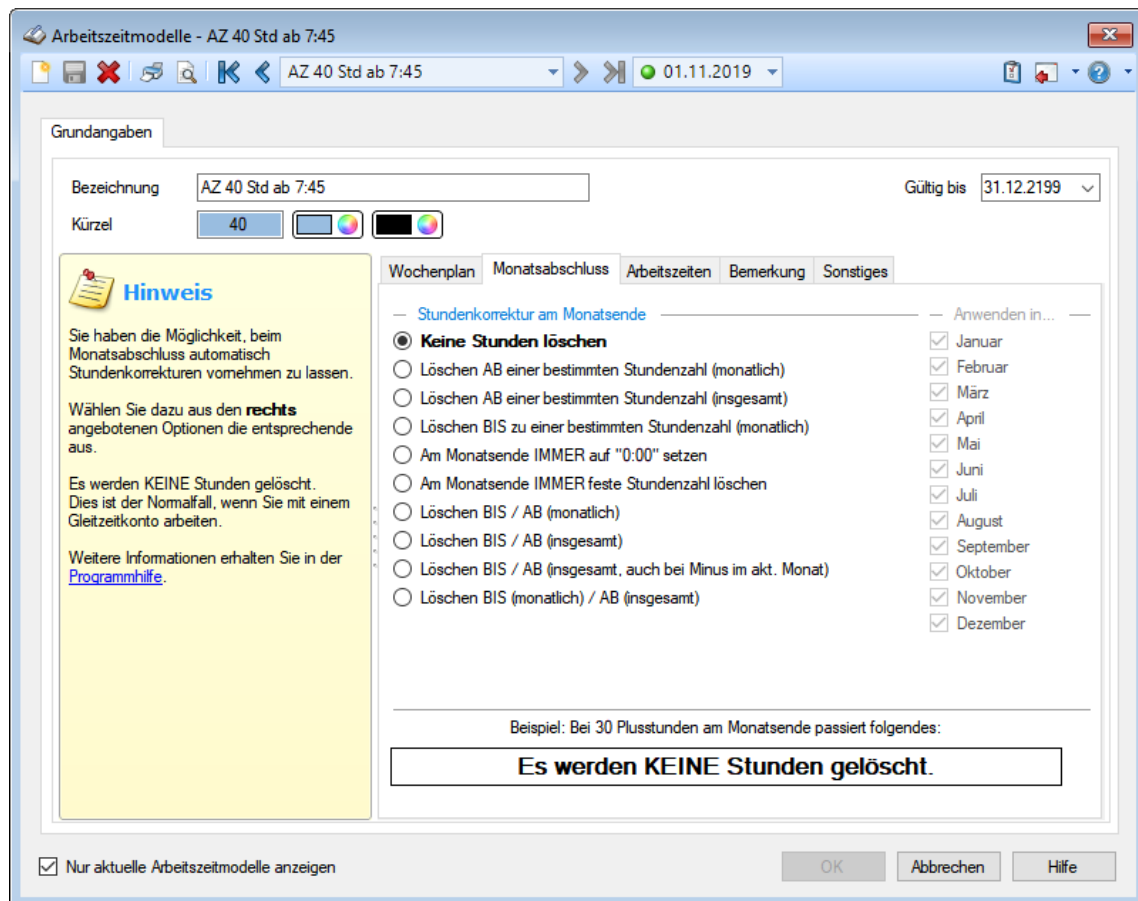 Arbeitszeitmodelle - AZ 40 Std ab 7:45
AZ 40 Std ab 7:45
01.11.2019
Grundangaben
Bezeichnung
AZ 40 Std ab 7:45
Gültig bis
31.12.2199
Kürzel
40
Hinweis
Sie haben die Möglichkeit, beim
Monatsabschluss automatisch
Stundenkorrekturen vornehmen zu lassen.
Wählen Sie dazu aus den rechts
angebotenen Optionen die entsprechende
aus.
Es werden KEINE Stunden gelöscht.
Dies ist der Normalfall, wenn Sie mit einem
Gleitzeitkonto arbeiten.
Weitere Informationen erhalten Sie in der
Programmhilfe.
Wochenplan
Monatsabschluss
Arbeitszeiten
Bemerkung
Sonstiges
Stundenkorrektur am Monatsende
Keine Stunden löschen
Löschen AB einer bestimmten Stundenzahl (monatlich)
Löschen AB einer bestimmten Stundenzahl (insgesamt)
Löschen BIS zu einer bestimmten Stundenzahl (monatlich)
Am Monatsende IMMER auf "0:00" setzen
Am Monatsende IMMER feste Stundenzahl löschen
Löschen BIS / AB (monatlich)
Löschen BIS / AB (insgesamt)
Löschen BIS / AB (insgesamt, auch bei Minus im akt. Monat)
Löschen BIS (monatlich) / AB (insgesamt)
Anwenden in...
Januar
Februar
März
April
Mai
Juni
Juli
August
September
Oktober
November
Dezember
Beispiel: Bei 30 Plusstunden am Monatsende passiert folgendes:
Es werden KEINE Stunden gelöscht.
Nur aktuelle Arbeitszeitmodelle anzeigen
OK
Abbrechen
Hilfe